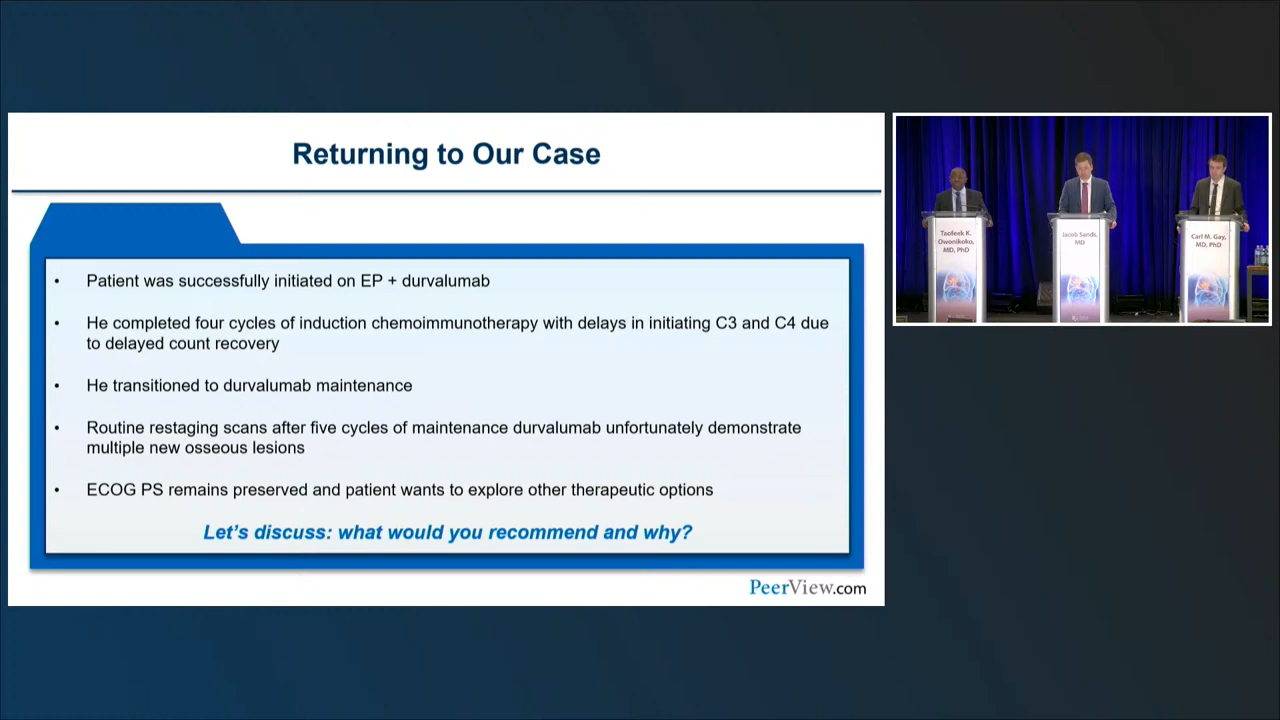 Returning to Our Case
• Patient was successfully initiated on EP + durvalumab
• He completed four cycles of induction chemoimmunotherapy with delays in initiating C3 and C4 due
to delayed count recovery
• He transitioned to durvalumab maintenance
• Routine restaging scans after five cycles of maintenance durvalumab unfortunately demonstrate
multiple new osseous lesions
• ECOG PS remains preserved and patient wants to explore other therapeutic options
Let's discuss: what would you recommend and why?
PeerView.com
Taofeek K.
Owonikoko,
MD, PhD
Jacob Sands,
MD
Carl M. Gay,
MD, PhD